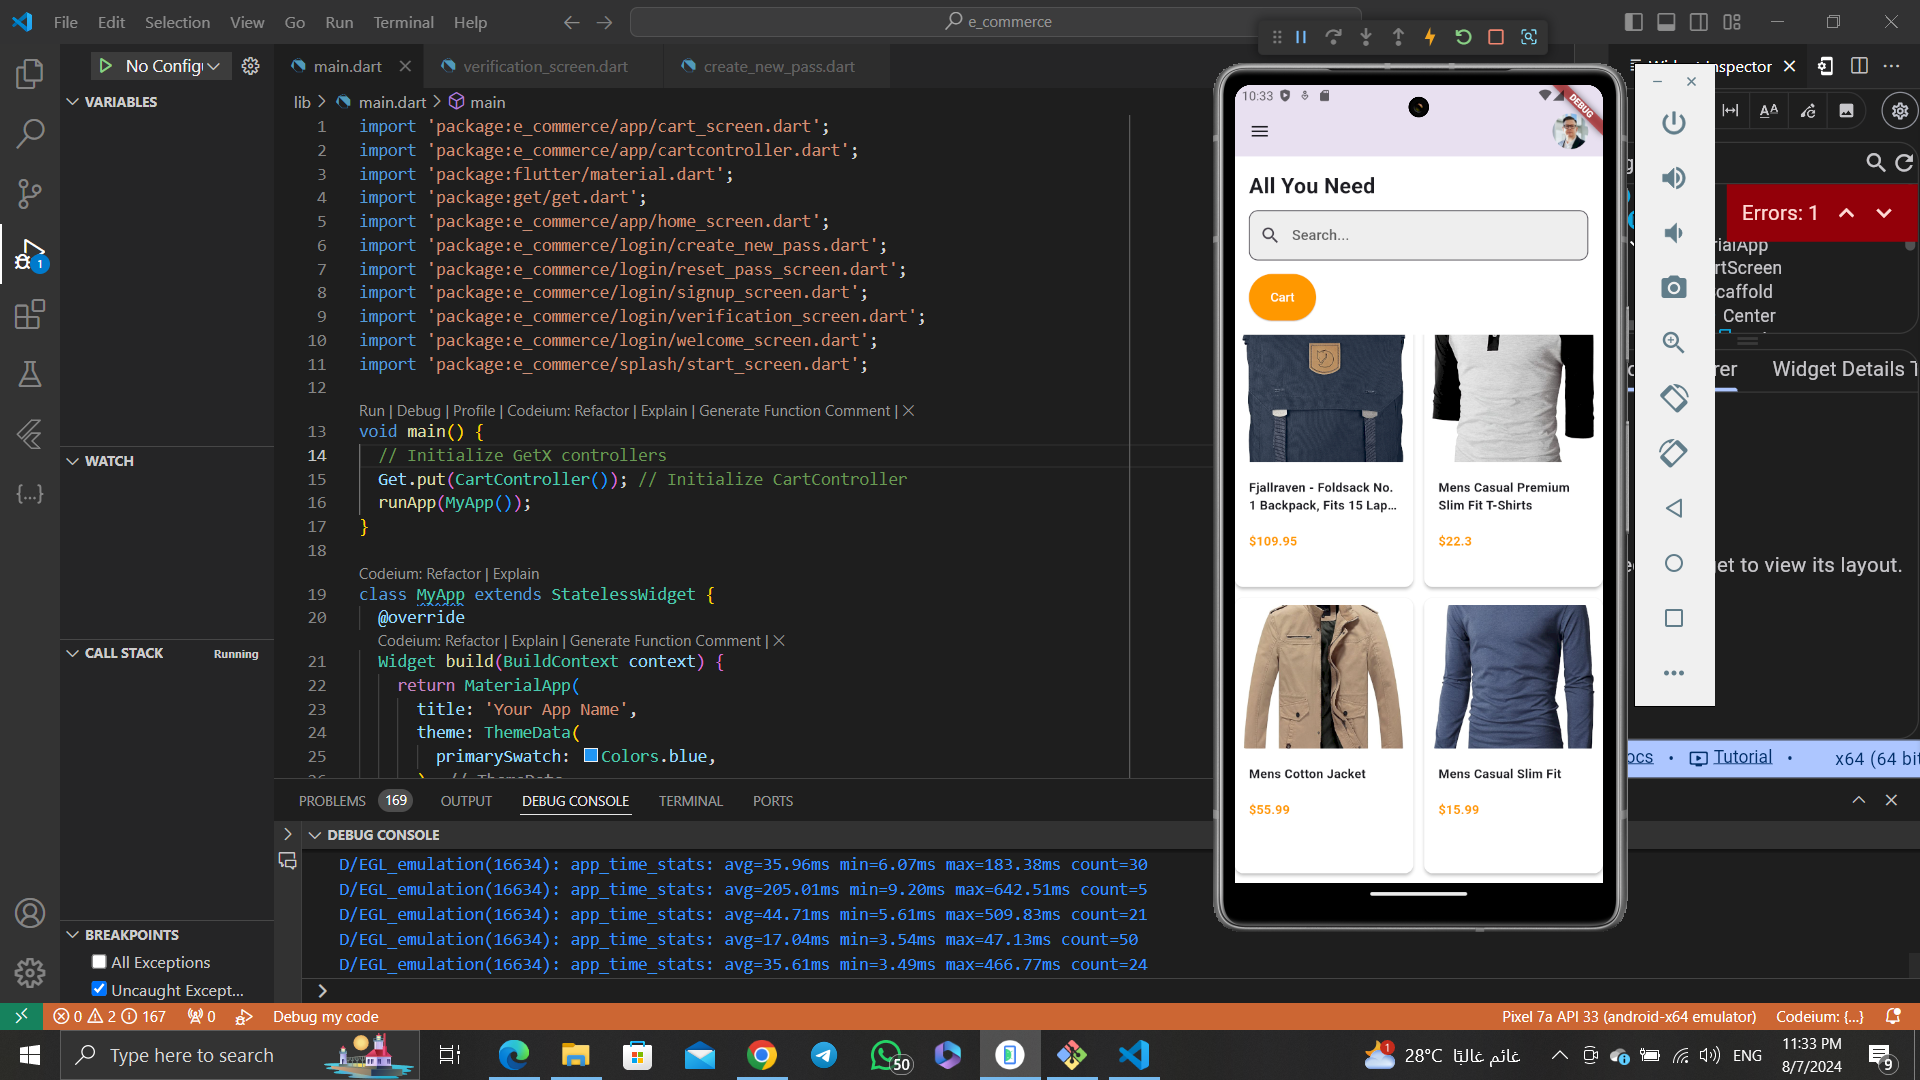 File Edit Selection View Go Run Terminal Help
e_commerce
No Config
main.dart
verification_screen.dart
create_new_pass.dart
Inspector
VARIABLES
WATCH
CALL STACK
Running
BREAKPOINTS
All Exceptions
Uncaught Except...
lib > main.dart > main
1 import 'package:e_commerce/app/cart_screen.dart';
2 import 'package:e_commerce/app/cartcontroller.dart';
3 import 'package:flutter/material.dart';
4 import 'package:get/get.dart';
5 import 'package:e_commerce/app/home_screen.dart';
6 import 'package:e_commerce/login/create_new_pass.dart';
7 import 'package:e_commerce/login/reset_pass_screen.dart';
8 import 'package:e_commerce/login/signup_screen.dart';
9 import 'package:e_commerce/login/verification_screen.dart';
10 import 'package:e_commerce/login/welcome_screen.dart';
11 import 'package:e_commerce/splash/start_screen.dart';
12
Run | Debug | Profile | Codeium: Refactor | Explain | Generate Function Comment | ×
13 void main() {
14 // Initialize GetX controllers
15 Get.put(CartController()); // Initialize CartController
16 runApp(MyApp());
17 }
18
Codeium: Refactor | Explain
19 class MyApp extends StatelessWidget {
20 @override
Codeium: Refactor | Explain | Generate Function Comment | ×
21 Widget build(BuildContext context) {
22 return MaterialApp(
23 title: 'Your App Name',
24 theme: ThemeData(
25 primarySwatch: Colors.blue,
PROBLEMS 169 OUTPUT DEBUG CONSOLE TERMINAL PORTS
DEBUG CONSOLE
D/EGL_emulation(16634): app_time_stats: avg=35.96ms min=6.07ms max=183.38ms count=30
D/EGL_emulation(16634): app_time_stats: avg=205.01ms min=9.20ms max=642.51ms count=5
D/EGL_emulation(16634): app_time_stats: avg=44.71ms min=5.61ms max=509.83ms count=21
D/EGL_emulation(16634): app_time_stats: avg=17.04ms min=3.54ms max=47.13ms count=50
D/EGL_emulation(16634): app_time_stats: avg=35.61ms min=3.49ms max=466.77ms count=24
10:33
DEBUG
All You Need
Search...
Cart
Fjallraven - Foldsack No.
1 Backpack, Fits 15 Lap...
$109.95
Mens Casual Premium
Slim Fit T-Shirts
$22.3
Mens Cotton Jacket
$55.99
Mens Casual Slim Fit
$15.99
Errors: 1
rialApp
rtScreen
caffold
Center
rer
Widget Details T
et to view its layout.
ocs • Tutorial • x64 (64 bit
0 2 167 0 Debug my code
Pixel 7a API 33 (android-x64 emulator) Codeium: {...}
Type here to search
50
1
28°C غائم غالبًا
ENG
11:33 PM
8/7/2024
9